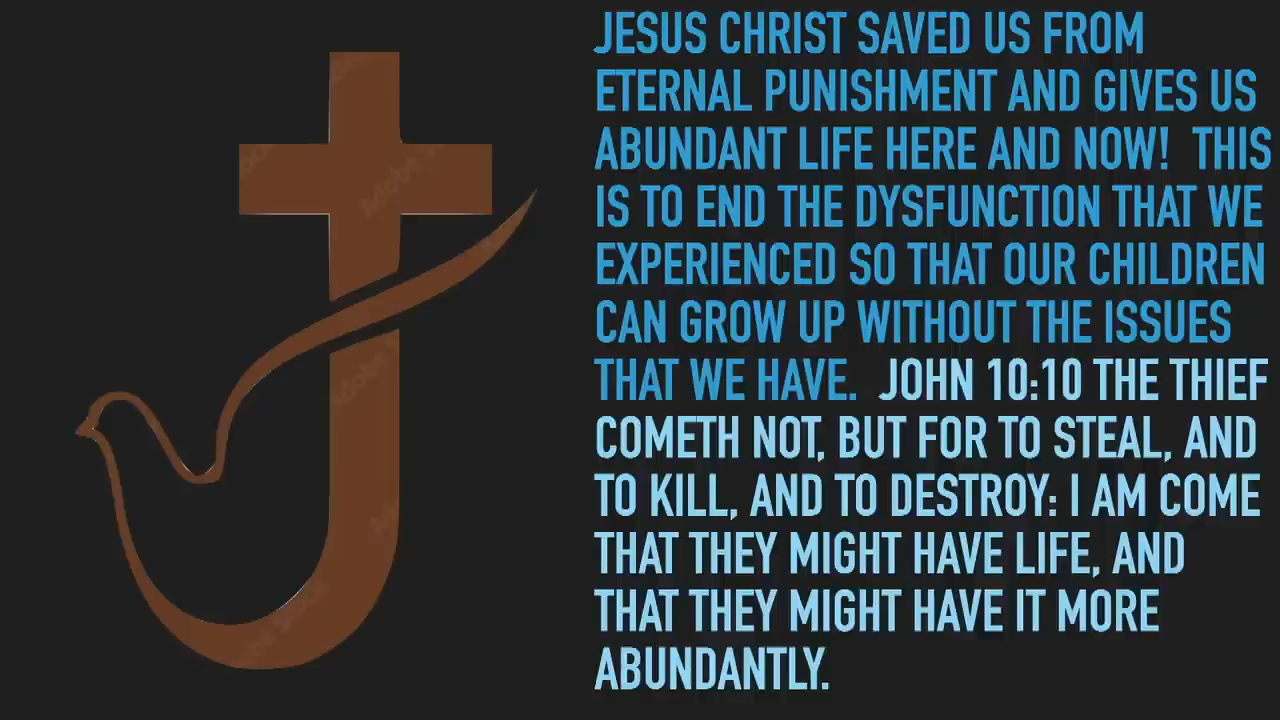 JESUS CHRIST SAVED US FROM
ETERNAL PUNISHMENT AND GIVES US
ABUNDANT LIFE HERE AND NOW! THIS
IS TO END THE DYSFUNCTION THAT WE
EXPERIENCED SO THAT OUR CHILDREN
CAN GROW UP WITHOUT THE ISSUES
THAT WE HAVE. JOHN 10:10 THE THIEF
COMETH NOT, BUT FOR TO STEAL, AND
TO KILL, AND TO DESTROY: I AM COME
THAT THEY MIGHT HAVE LIFE, AND
THAT THEY MIGHT HAVE IT MORE
ABUNDANTLY.